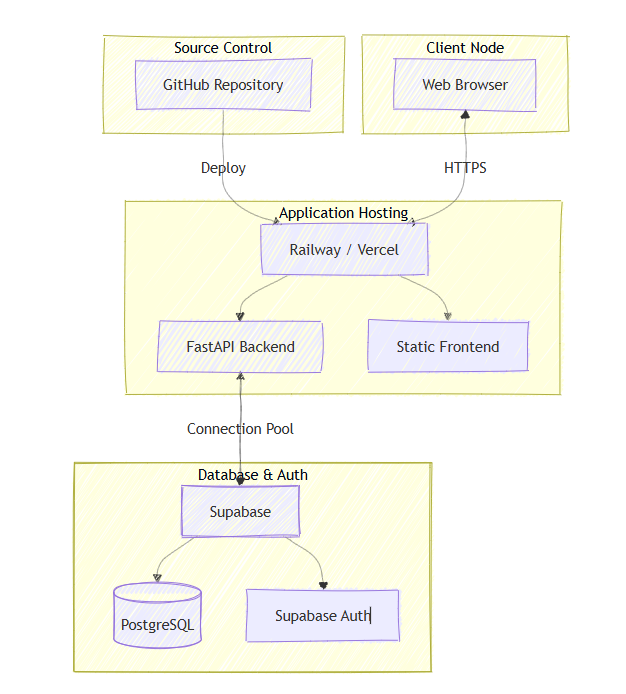 Source Control
GitHub Repository
Client Node
Web Browser
Deploy
HTTPS
Application Hosting
Railway / Vercel
FastAPI Backend
Static Frontend
Connection Pool
Database & Auth
Supabase
PostgreSQL
Supabase Auth